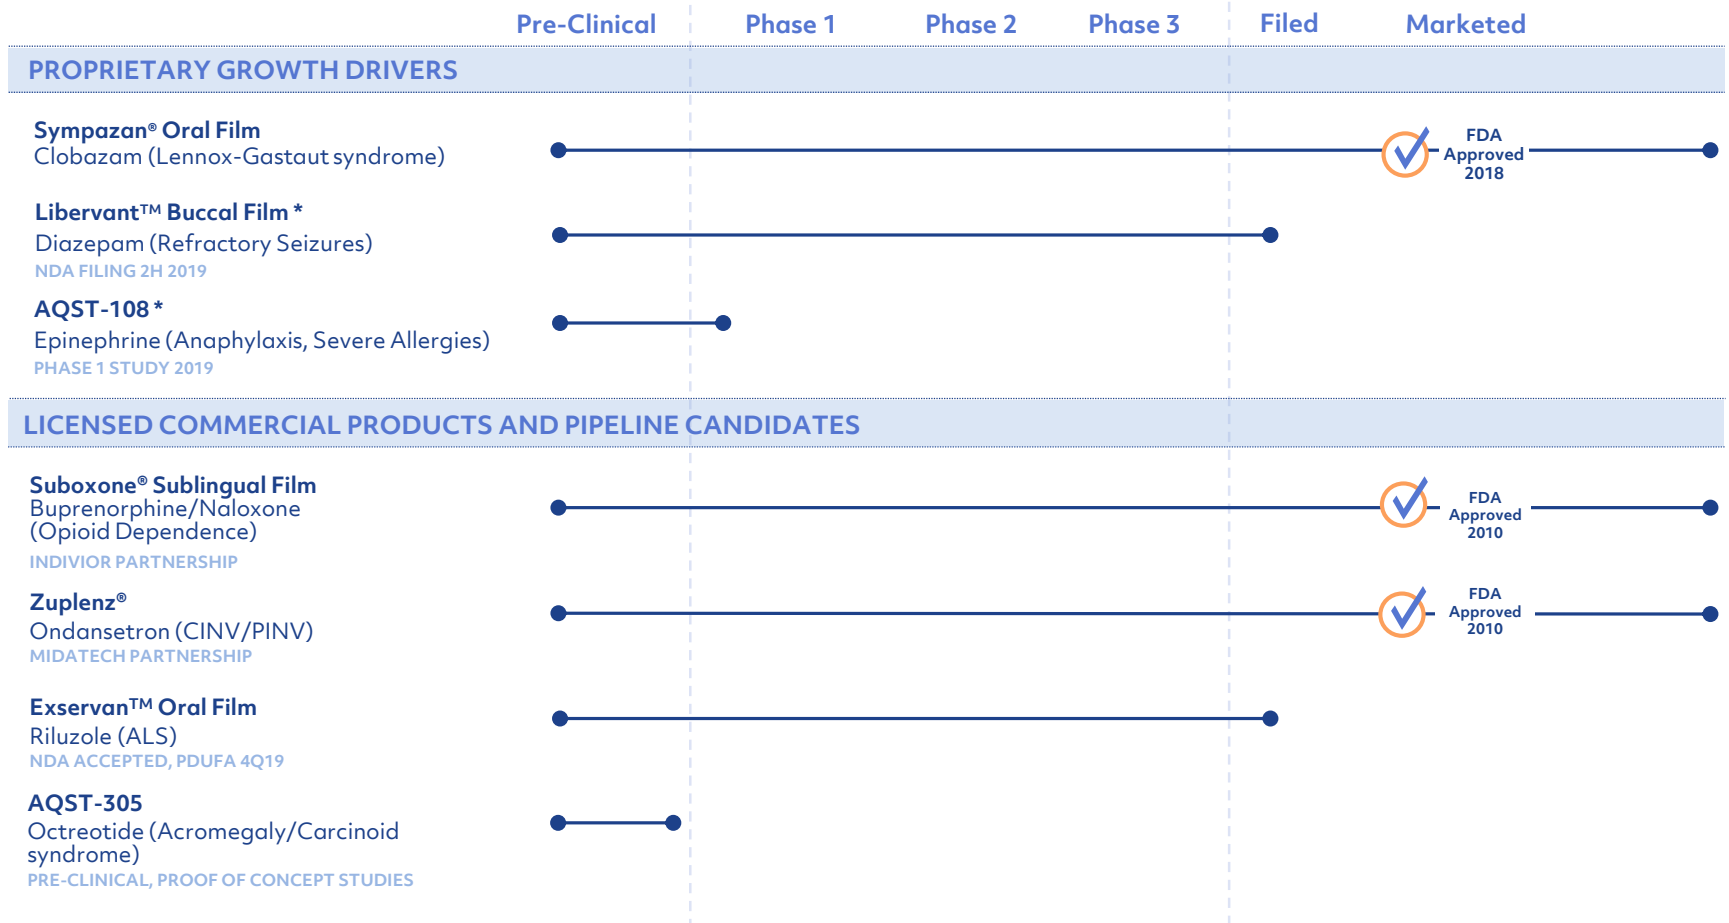 Pre-Clinical Phase 1 Phase 2 Phase 3 Filed Marketed
PROPRIETARY GROWTH DRIVERS
Sympazan® Oral Film
Clobazam (Lennox-Gastaut syndrome)
FDA
Approved
2018
Libervant™ Buccal Film *
Diazepam (Refractory Seizures)
NDA FILING 2H 2019
AQST-108 *
Epinephrine (Anaphylaxis, Severe Allergies)
PHASE 1 STUDY 2019
LICENSED COMMERCIAL PRODUCTS AND PIPELINE CANDIDATES
Suboxone® Sublingual Film
Buprenorphine/Naloxone
(Opioid Dependence)
INDIVIOR PARTNERSHIP
FDA
Approved
2010
Zuplenz®
Ondansetron (CINV/PINV)
MIDATECH PARTNERSHIP
FDA
Approved
2010
Exservan™ Oral Film
Riluzole (ALS)
NDA ACCEPTED, PDUFA 4Q19
AQST-305
Octreotide (Acromegaly/Carcinoid
syndrome)
PRE-CLINICAL, PROOF OF CONCEPT STUDIES